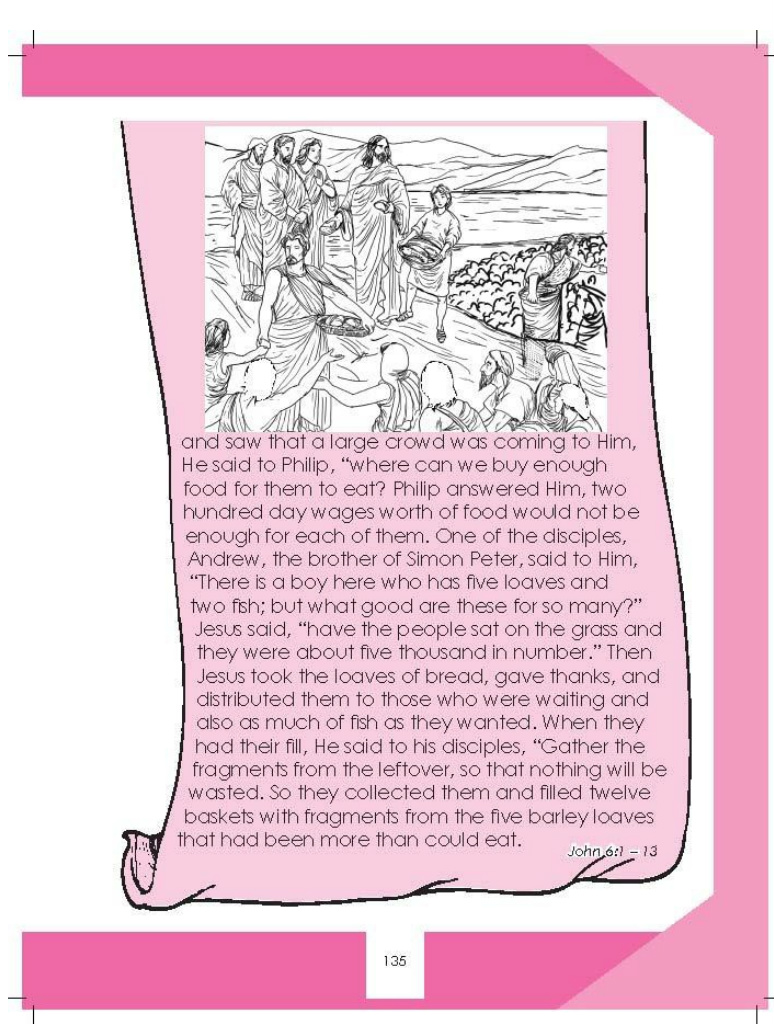 and saw that a large crowd was coming to Him,
He said to Philip, “where can we buy enough
food for them to eat? Philip answered Him, two
hundred day wages worth of food would not be
enough for each of them. One of the disciples,
Andrew, the brother of Simon Peter, said to Him,
“There is a boy here who has five loaves and
two fish; but what good are these for so many?”
Jesus said, “have the people sat on the grass and
they were about five thousand in number.” Then
Jesus took the loaves of bread, gave thanks, and
distributed them to those who were waiting and
also as much of fish as they wanted. When they
had their fill, He said to his disciples, “Gather the
fragments from the leftover, so that nothing will be
wasted. So they collected them and filled twelve
baskets with fragments from the five barley loaves
that had been more than could eat.
John 6:1 – 13
135